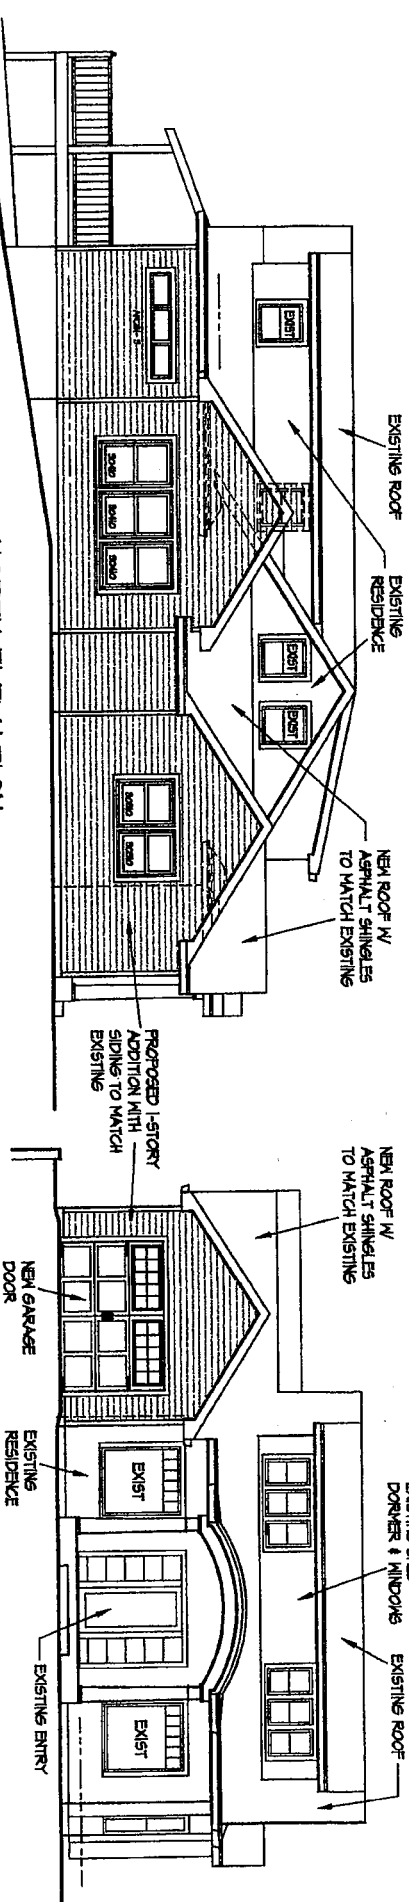 EXISTING ROOF
EXISTING
RESIDENCE
NEW ROOF W/
ASPHALT SHINGLES
TO MATCH EXISTING
EXIST
EXIST
EXIST
3040
3040
3040
3030
3030
PROPOSED 1-STORY
ADDITION WITH
SIDING TO MATCH
EXISTING
NEW ROOF W/
ASPHALT SHINGLES
TO MATCH EXISTING
DORMER & WINDOWS
EXISTING ROOF
NEW GARAGE
DOOR
EXISTING
RESIDENCE
EXIST
EXIST
EXISTING ENTRY